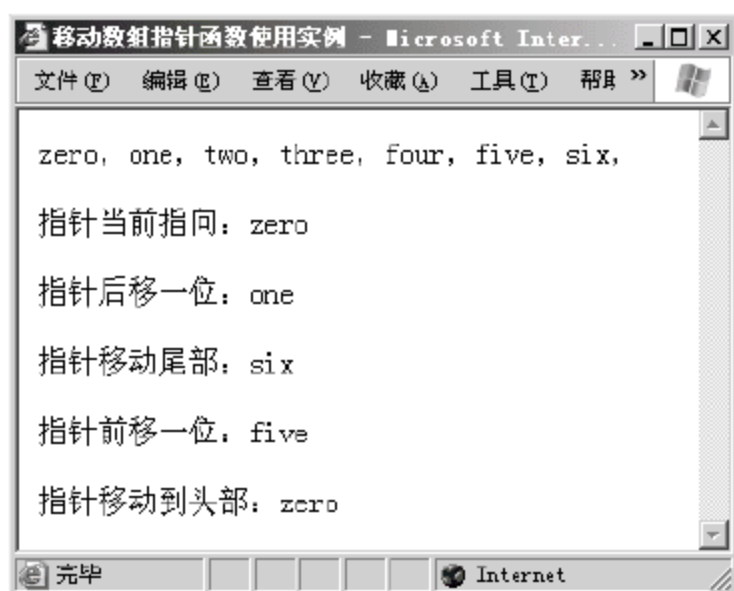 移动数组指针函数使用实例 - Microsoft Inter...
文件(F) 编辑(E) 查看(V) 收藏(A) 工具(T) 帮助 »
zero, one, two, three, four, five, six,
指针当前指向：zero
指针后移一位：one
指针移动尾部：six
指针前移一位：five
指针移动到头部：zero
完毕 Internet